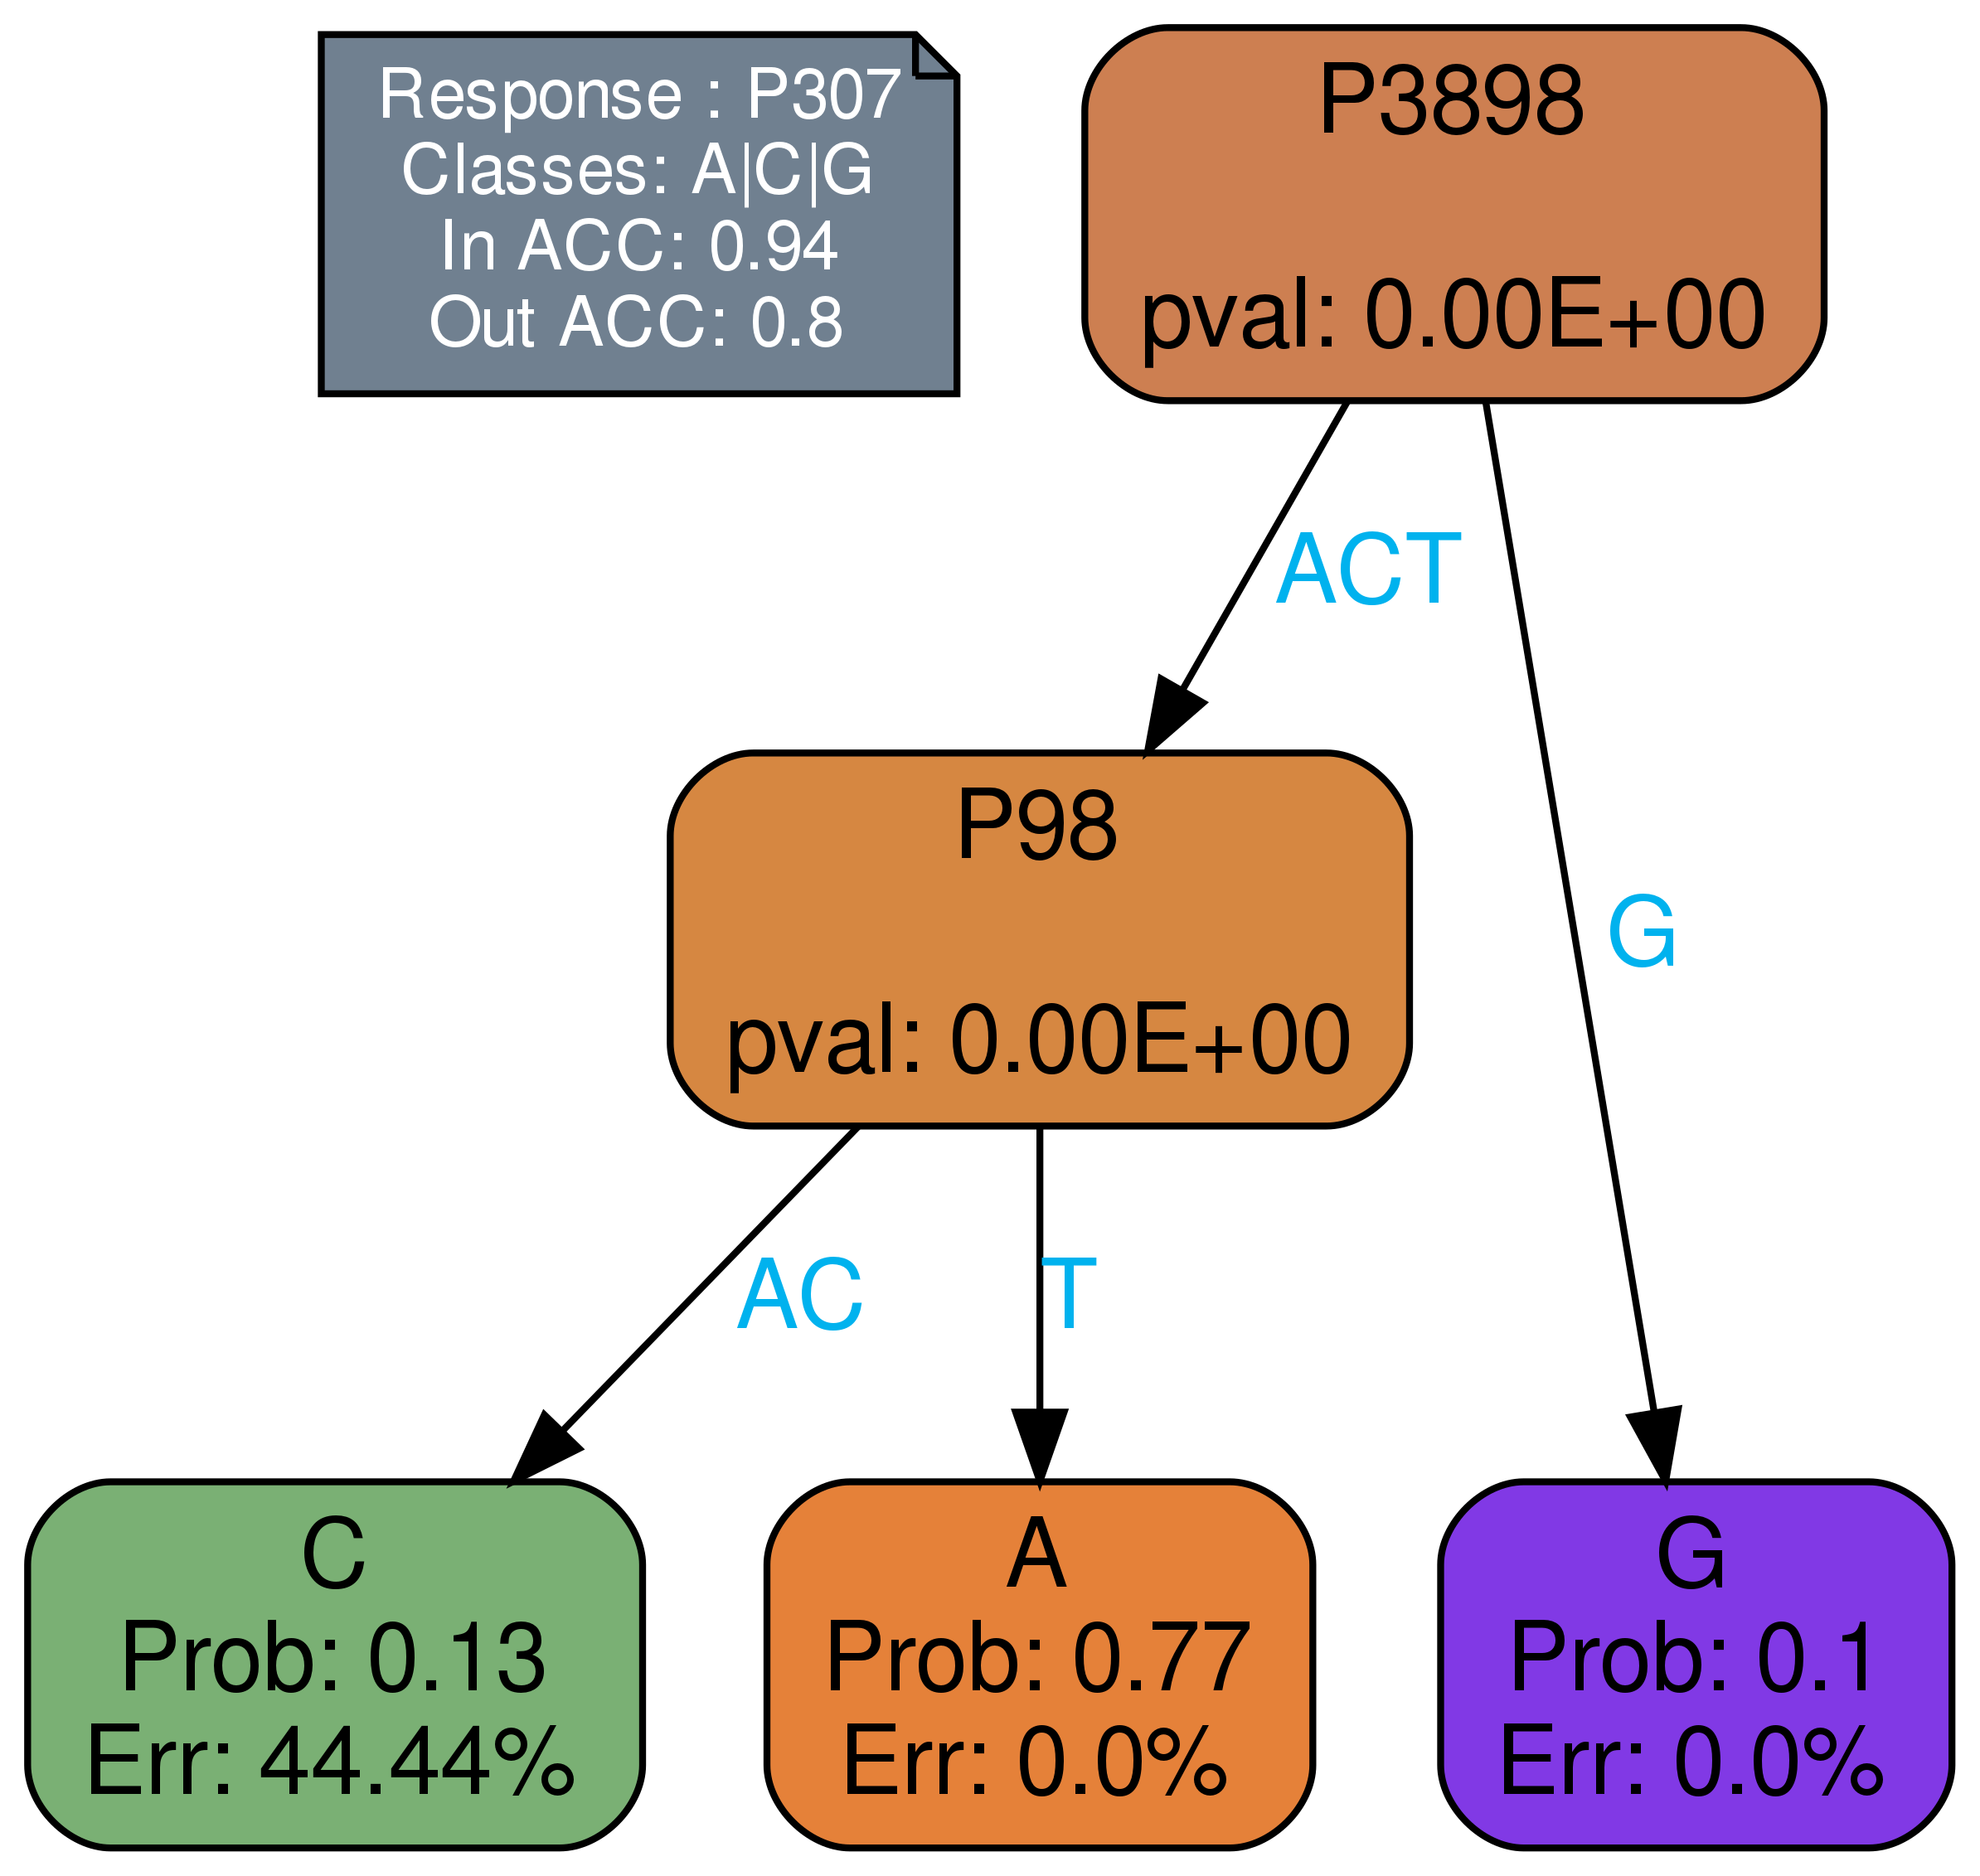 Response : P307
Classes: A|C|G
In ACC: 0.94
Out ACC: 0.8
P3898
pval: 0.00E+00
ACT
P98
pval: 0.00E+00
G
AC
T
C
Prob: 0.13
Err: 44.44%
A
Prob: 0.77
Err: 0.0%
G
Prob: 0.1
Err: 0.0%